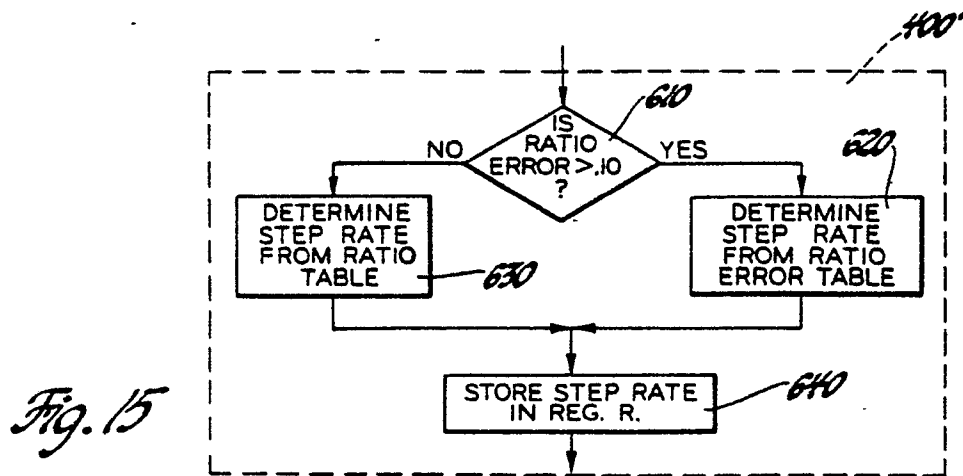 400'
IS
RATIO
ERROR >.10
?
610
NO
YES
620
DETERMINE
STEP RATE
FROM RATIO
TABLE
630
DETERMINE
STEP RATE
FROM RATIO
ERROR TABLE
STORE STEP RATE
IN REG. R.
640
Fig. 15